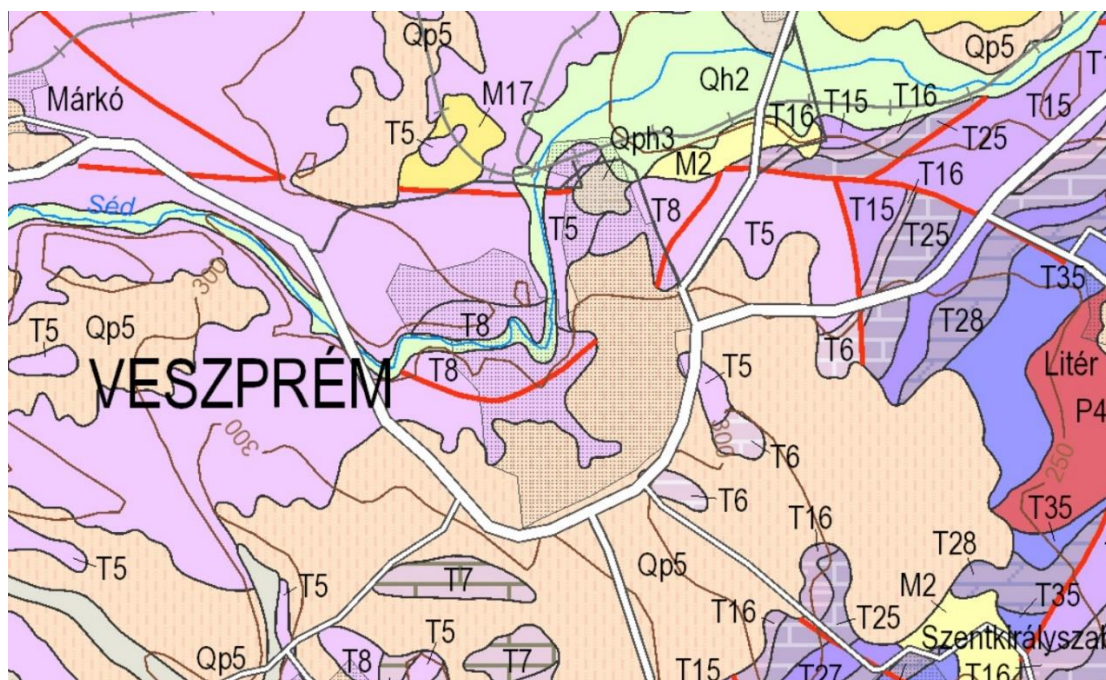 Qp5
Qp5
T1
Márkó
M17
Qh2
T16
T15
T16
T15
T5
Qph3
M2
T25
T16
Séd
T5
T8
T5
T15
T25
T35
300
T5
Qp5
T8
T28
T6
Litér
VESZPRÉM
T8
T5
P4
300
300
T6
250
T6
T16
T35
T5
T5
T7
Qp5
T28
M2
T16
T25
T35
Qp5
T8
T5
T7
T15
T27
Szentkirályszab
T16